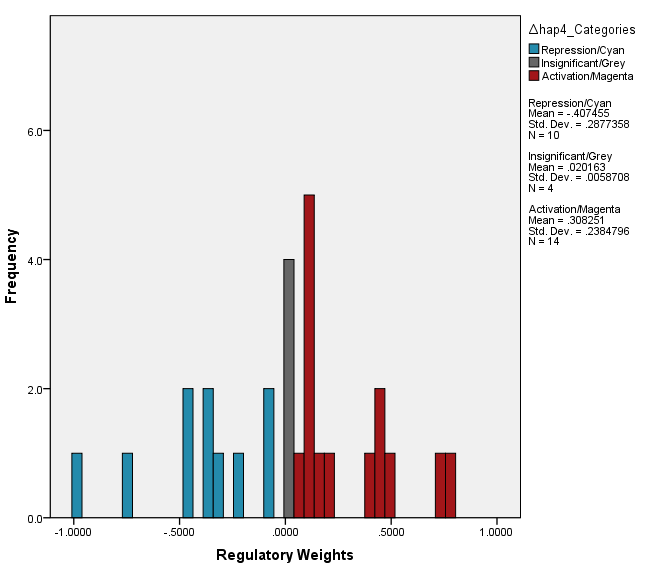 Δhap4_Categories
Repression/Cyan
Insignificant/Grey
Activation/Magenta
Repression/Cyan
Mean = -.407455
Std. Dev. = .2877358
N = 10
Insignificant/Grey
Mean = .020163
Std. Dev. = .0058708
N = 4
Activation/Magenta
Mean = .308251
Std. Dev. = .2384796
N = 14
Frequency
6.0
4.0
2.0
0.0
-1.0000 -.5000 .0000 .5000 1.0000
Regulatory Weights